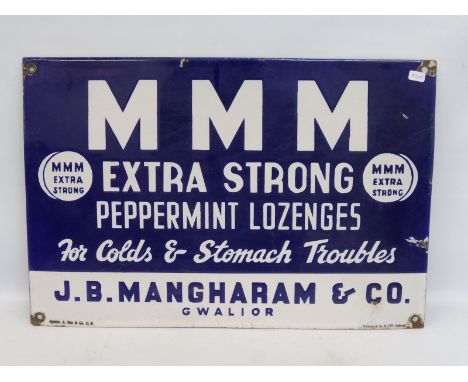 MMM
EXTRA STRONG
MMM
EXTRA
STRONG
MMM
EXTRA
STRONG
PEPPERMINT LOZENGES
For Colds & Stomach Troubles
J.B. MANGHARAM & CO.
GWALIOR